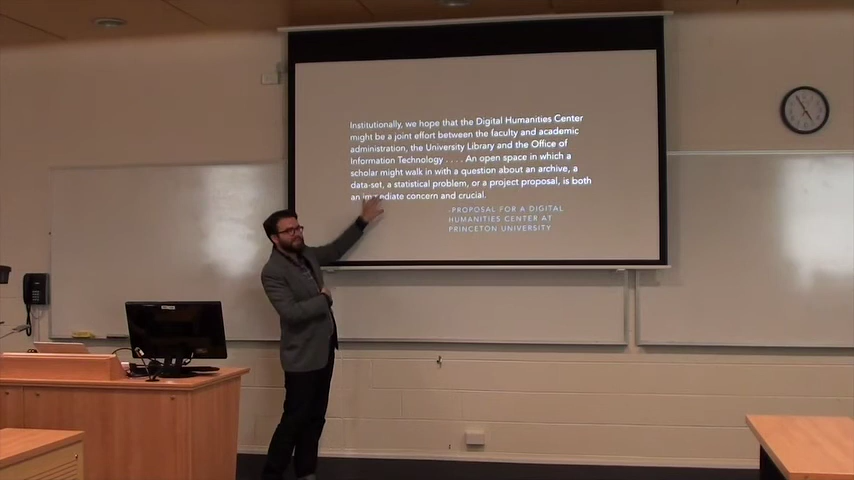 Institutionally, we hope that the Digital Humanities Center
might be a joint effort between the faculty and academic
administration, the University Library and the Office of
Information Technology . . . . An open space in which a
scholar might walk in with a question about an archive, a
data-set, a statistical problem, or a project proposal, is both
an immediate concern and crucial.
-PROPOSAL FOR A DIGITAL
HUMANITIES CENTER AT
PRINCETON UNIVERSITY